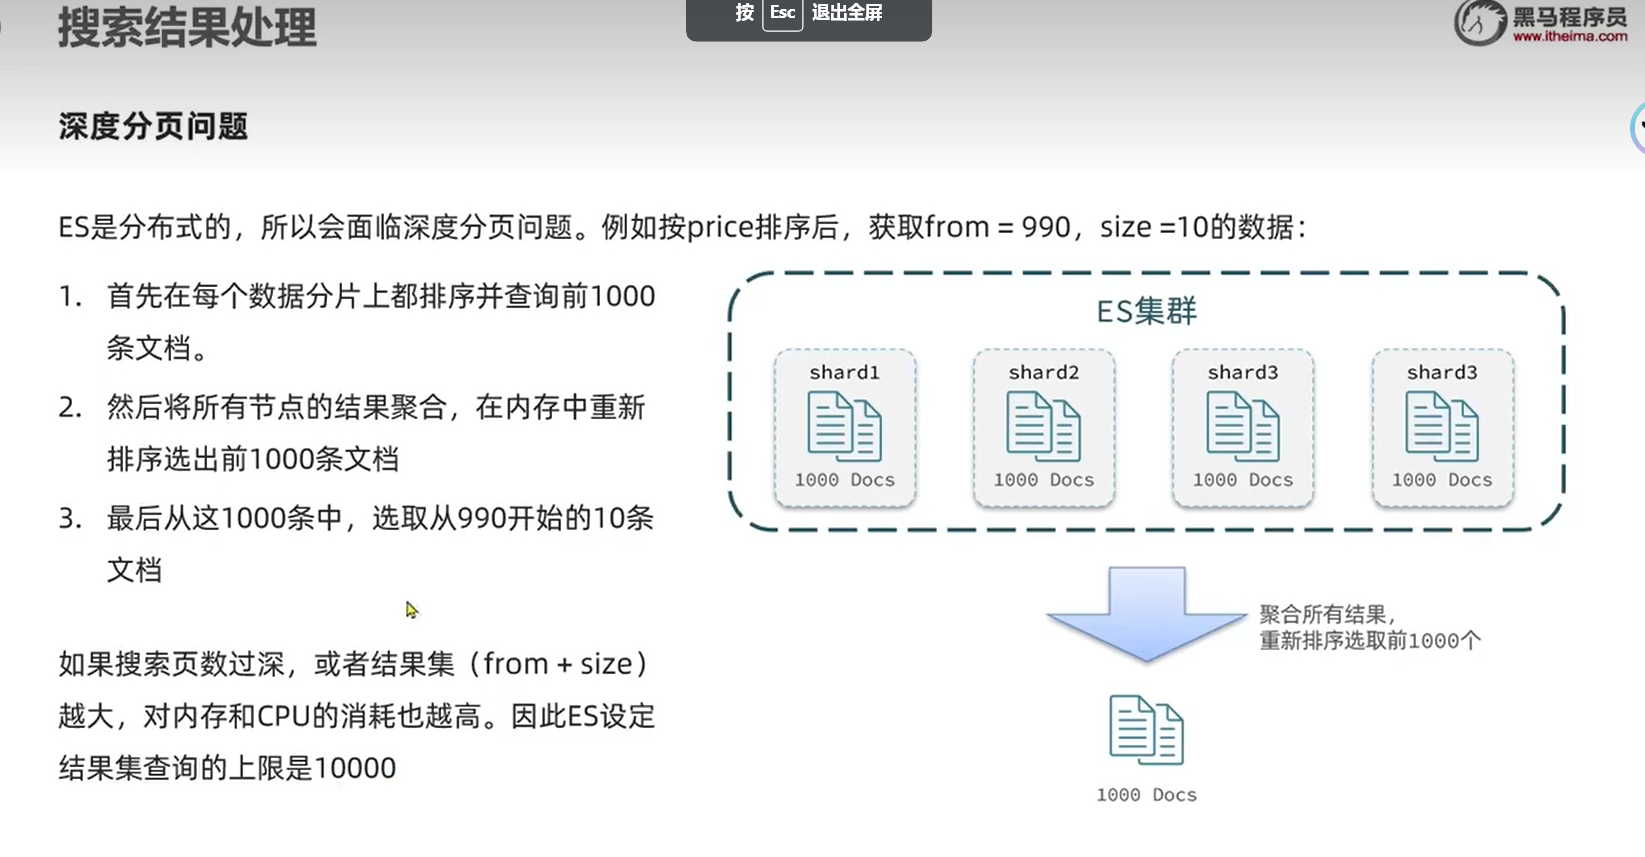 按 Esc 退出全屏
搜索结果处理
黑马程序员
www.itheima.com
深度分页问题
ES是分布式的，所以会面临深度分页问题。例如按price排序后，获取from = 990，size =10的数据：
1. 首先在每个数据分片上都排序并查询前1000
条文档。
2. 然后将所有节点的结果聚合，在内存中重新
排序选出前1000条文档
3. 最后从这1000条中，选取从990开始的10条
文档
如果搜索页数过深，或者结果集（from + size）
越大，对内存和CPU的消耗也越高。因此ES设定
结果集查询的上限是10000
ES集群
shard1
1000 Docs
shard2
1000 Docs
shard3
1000 Docs
shard3
1000 Docs
聚合所有结果，
重新排序选取前1000个
1000 Docs